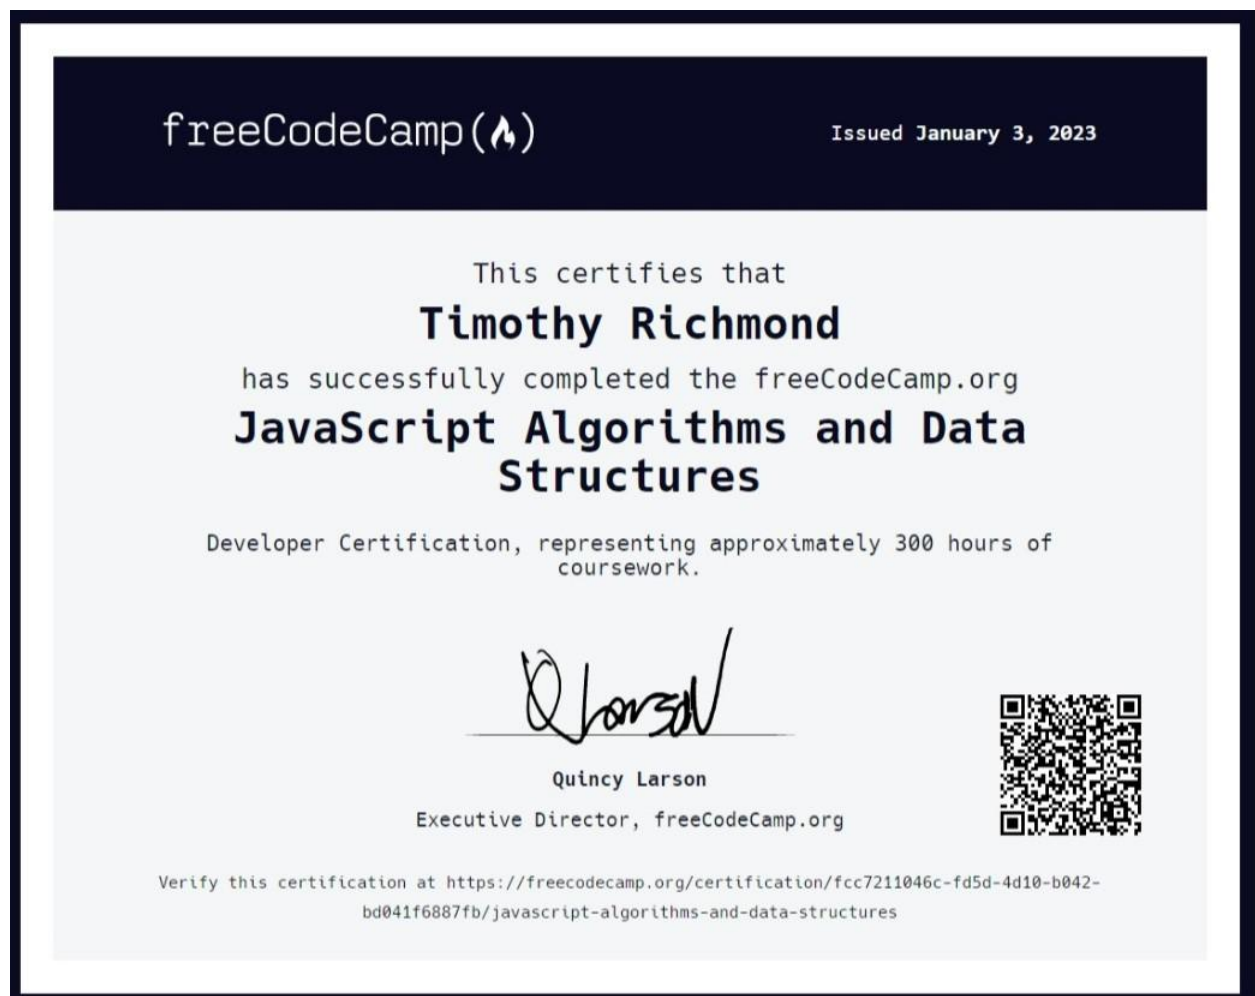 freeCodeCamp(🔥)
Issued January 3, 2023
This certifies that
Timothy Richmond
has successfully completed the freeCodeCamp.org
JavaScript Algorithms and Data
Structures
Developer Certification, representing approximately 300 hours of
coursework.
Q Larson
Quincy Larson
Executive Director, freeCodeCamp.org
Verify this certification at https://freecodecamp.org/certification/fcc7211046c-fd5d-4d10-b042-
bd041f6887fb/javascript-algorithms-and-data-structures